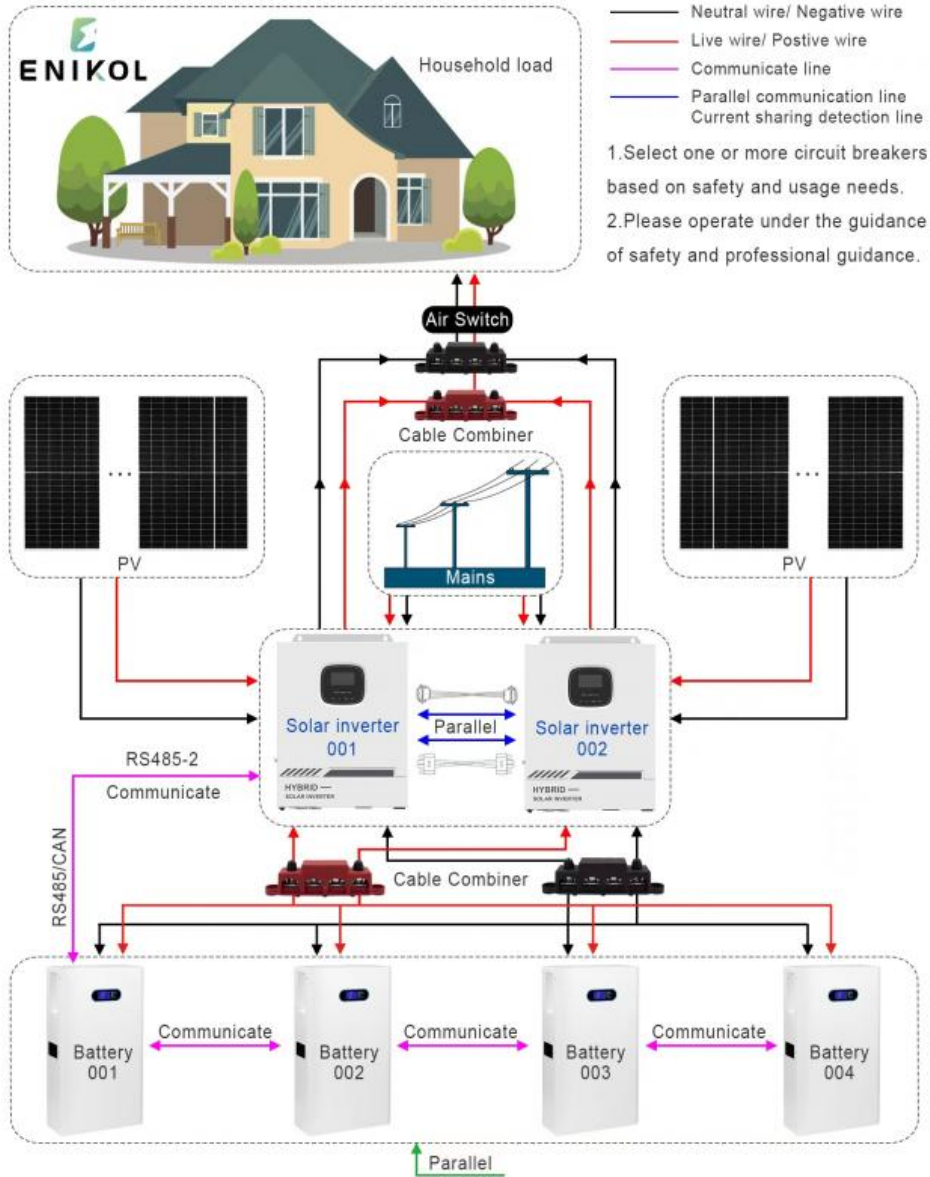 ENIKOL
Household load
Neutral wire/ Negative wire
Live wire/ Postive wire
Communicate line
Parallel communication line
Current sharing detection line
1.Select one or more circuit breakers
based on safety and usage needs.
2.Please operate under the guidance
of safety and professional guidance.
Air Switch
Cable Combiner
PV
Mains
PV
Solar inverter
001
Parallel
Solar inverter
002
HYBRID
SOLAR INVERTER
HYBRID
SOLAR INVERTER
RS485-2
Communicate
RS485/CAN
Cable Combiner
Battery
001
Communicate
Battery
002
Communicate
Battery
003
Communicate
Battery
004
Parallel